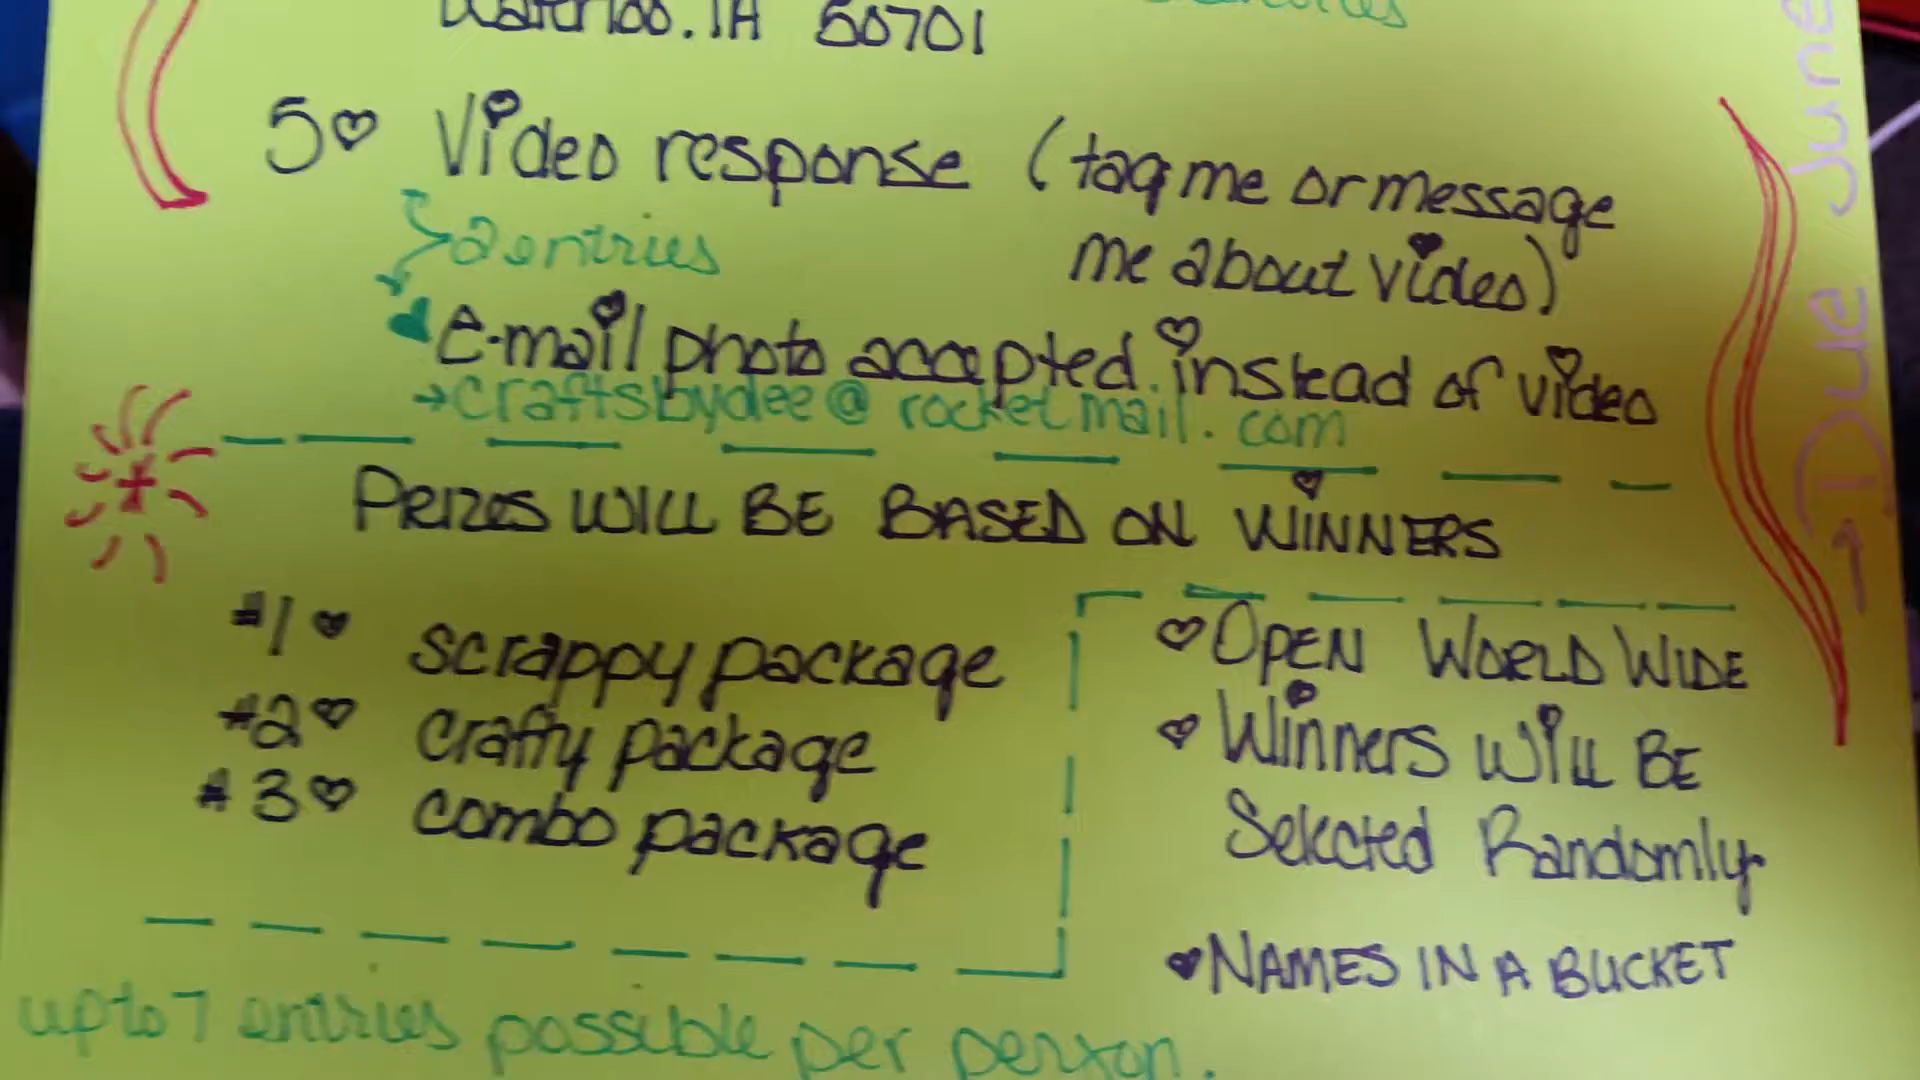 Waterloo. IA 50701
5 Video response (tag me or message
me about video)
2 entries
e-mail photo accepted. instead of video
→craftsbydee@rocketmail.com
PRIZES WILL BE BASED ON WINNERS
#1 scrappy package
#2 crafty package
#3 combo package
OPEN WORLD WIDE
Winners Will BE
Selected Randomly
NAMES IN A BUCKET
up to 7 entries possible per person.
→ Due June